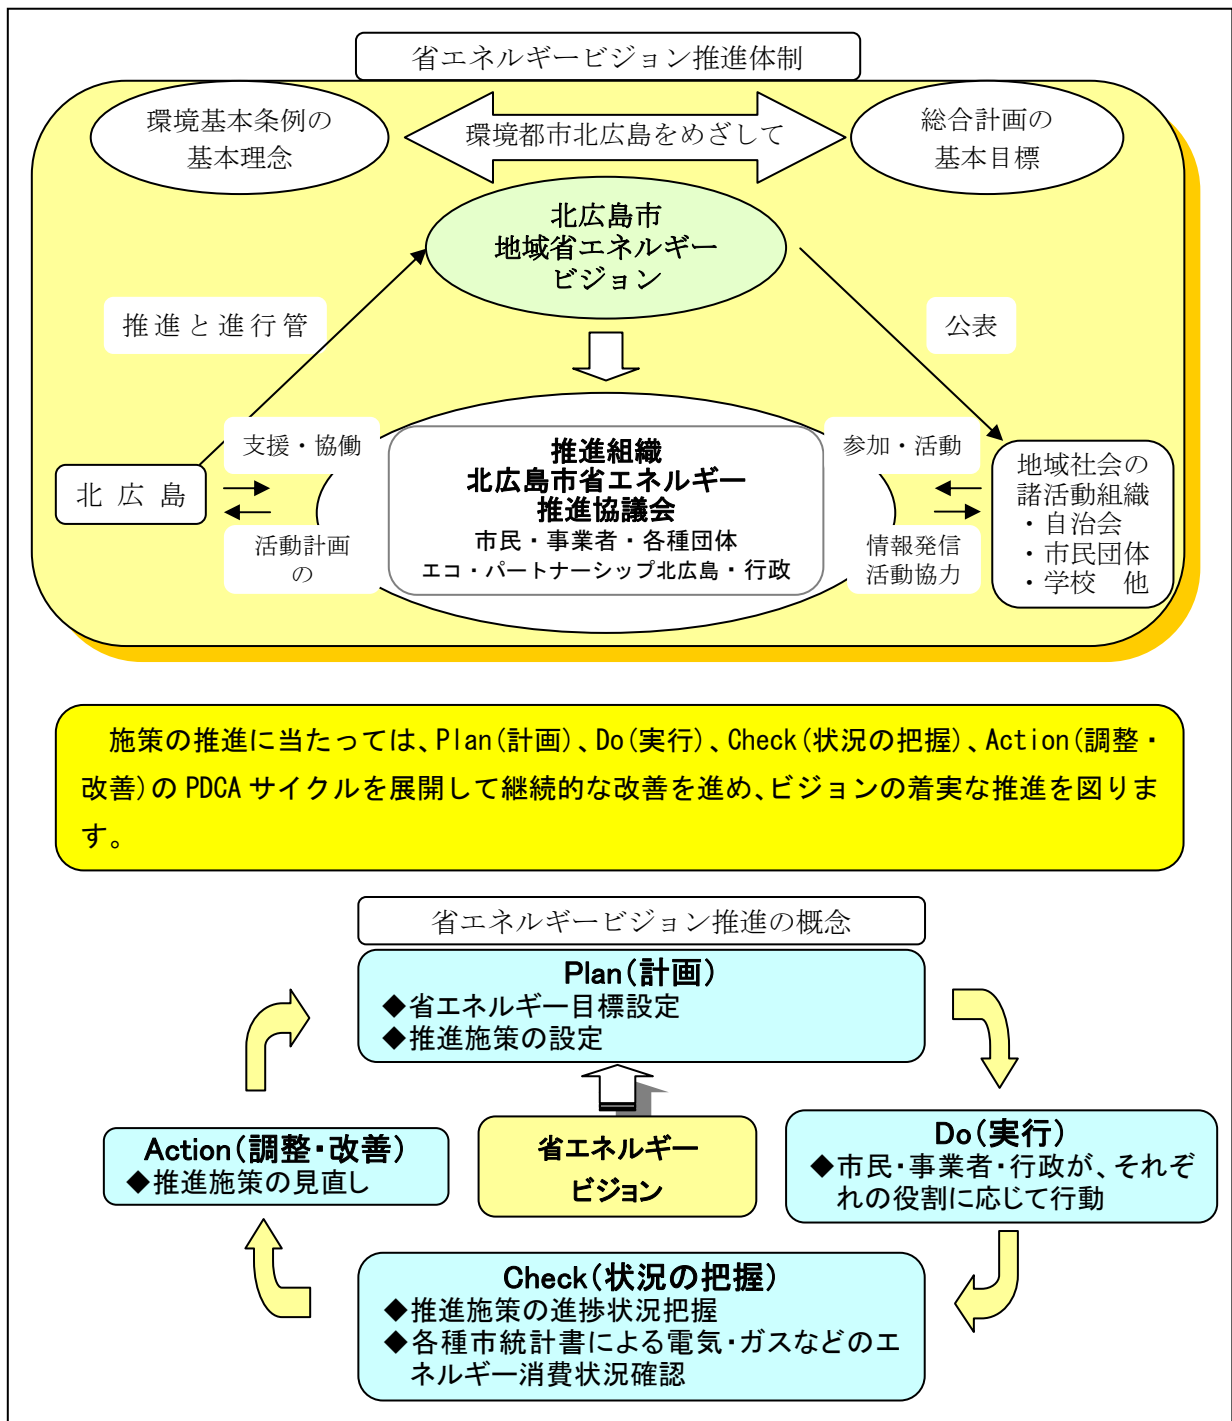 省エネルギービジョン推進体制
環境基本条例の
基本理念
環境都市北広島をめざして
総合計画の
基本目標
北広島市
地域省エネルギー
ビジョン
推進と進行管
公表
支援・協働
推進組織
北広島市省エネルギー
推進協議会
市民・事業者・各種団体
エコ・パートナーシップ北広島・行政
参加・活動
北広島
活動計画
の
情報発信
活動協力
地域社会の
諸活動組織
・自治会
・市民団体
・学校　他
施策の推進に当たっては、Plan(計画)、Do(実行)、Check(状況の把握)、Action(調整・
改善)の PDCA サイクルを展開して継続的な改善を進め、ビジョンの着実な推進を図りま
す。
省エネルギービジョン推進の概念
Plan(計画)
◆省エネルギー目標設定
◆推進施策の設定
Action(調整・改善)
◆推進施策の見直し
省エネルギー
ビジョン
Do(実行)
◆市民・事業者・行政が、それぞ
れの役割に応じて行動
Check(状況の把握)
◆推進施策の進捗状況把握
◆各種市統計書による電気・ガスなどのエ
ネルギー消費状況確認